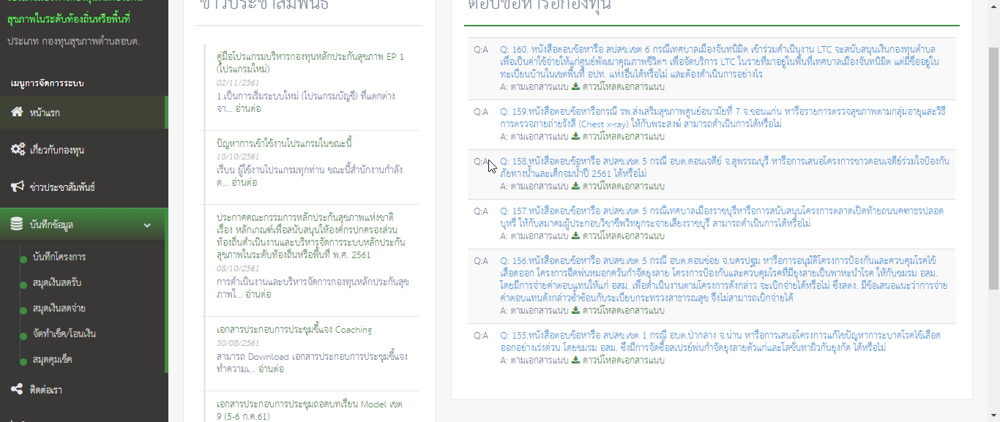 สุขภาพในระดับท้องถิ่นหรือพื้นที่
ประเภท กองทุนสุขภาพตำบลอบต.
เมนูการจัดการระบบ
หน้าแรก
เกี่ยวกับกองทุน
ข่าวประชาสัมพันธ์
บันทึกข้อมูล
บันทึกโครงการ
สมุดเงินสดรับ
สมุดเงินสดจ่าย
จัดทำเช็ค/โอนเงิน
สมุดคุมเช็ค
ติดต่อเรา
ข่าวประชาสัมพันธ์
คู่มือโปรแกรมบริหารกองทุนหลักประกันสุขภาพ EP 1
(โปรแกรมใหม่)
02/11/2561
1.เป็นการเริ่มระบบใหม่ (โปรแกรมบัญชี) ที่แตกต่าง
จา... อ่านต่อ
ปัญหาการเข้าใช้งานโปรแกรมในขณะนี้
10/10/2561
เรียน ผู้ใช้งานโปรแกรมทุกท่าน ขณะนี้สำนักงานกำลัง
ด... อ่านต่อ
ประกาศคณะกรรมการหลักประกันสุขภาพแห่งชาติ
เรื่อง หลักเกณฑ์เพื่อสนับสนุนให้องค์กรปกครองส่วน
ท้องถิ่นดำเนินงานและบริหารจัดการระบบหลักประกัน
สุขภาพในระดับท้องถิ่นหรือพื้นที่ พ.ศ. 2561
08/10/2561
การดำเนินงานและบริหารจัดการกองทุนหลักประกันสุข
ภาพใ... อ่านต่อ
เอกสารประกอบการประชุมชี้แจง Coaching
30/08/2561
สามารถ Download เอกสารประกอบการประชุมชี้แจง
ทำความเ... อ่านต่อ
เอกสารประกอบการประชุมถอดบทเรียน Model เขต
9 (5-6 ก.ค.61)
ตอบข้อหารือกองทุน
Q:A Q: 160. หนังสือตอบข้อหารือ สปสช.เขต 6 กรณีเทศบาลเมืองจันทนิมิต เข้าร่วมดำเนินงาน LTC จะสนับสนุนเงินกองทุนตำบล
เพื่อเป็นค่าใช้จ่ายให้แก่ศูนย์พัฒนาคุณภาพชีวิตฯ เพื่อจัดบริการ LTC ในรายที่มาอยู่ในพื้นที่เทศบาลเมืองจันทนิมิต แต่มีชื่ออยู่ใน
ทะเบียนบ้านในเขตพื้นที่ อปท. แห่งอื่นได้หรือไม่ และต้องดำเนินการอย่างไร
A: ตามเอกสารแนบ ดาวน์โหลดเอกสารแนบ
Q:A Q: 159.หนังสือตอบข้อหารือกรณี รพ.ส่งเสริมสุขภาพศูนย์อนามัยที่ 7 จ.ขอนแก่น หารือรายการตรวจสุขภาพตามกลุ่มอายุและวิธี
การตรวจภายถ่ายรังสี (Chest x-ray) ให้กับพระสงฆ์ สามารถดำเนินการได้หรือไม่
A: ตามเอกสารแนบ ดาวน์โหลดเอกสารแนบ
Q:A Q: 158.หนังสือตอบข้อหารือ สปสช.เขต 5 กรณี อบต.ดอนเจดีย์ จ.สุพรรณบุรี หารือการเสนอโครงการชาวดอนเจดีย์ร่วมใจป้องกัน
ภัยทางน้ำและเด็กจมน้ำปี 2561 ได้หรือไม่
A: ตามเอกสารแนบ ดาวน์โหลดเอกสารแนบ
Q:A Q: 157.หนังสือตอบข้อหารือ สปสช.เขต 5 กรณีเทศบาลเมืองราชบุรีหารือการสนับสนุนโครงการตลาดเปิดท้ายถนนคฑาธรปลอด
บุหรี่ ให้กับสมาคมผู้ประกอบวิชาชีพวิทยุกระจายเสียงราชบุรี สามารถดำเนินการได้หรือไม่
A: ตามเอกสารแนบ ดาวน์โหลดเอกสารแนบ
Q:A Q: 156.หนังสือตอบข้อหารือ สปสช.เขต 5 กรณี อบต.ดอนข่อย จ.นครปฐม หารือการอนุมัติโครงการป้องกันและควบคุมโรคไข้
เลือดออก โครงการฉีดพ่นหมอกควันกำจัดยุงลาย โครงการป้องกันและควบคุมโรคที่มียุงลายเป็นพาหะนำโรค ให้กับชมรม อสม.
โดยมีการจ่ายค่าตอบแทนให้แก่ อสม. เพื่อดำเนินงานตามโครงการดังกล่าว จะเบิกจ่ายได้หรือไม่ ซึ่งสตง. มีข้อเสนอแนะว่าการจ่าย
ค่าตอบแทนดังกล่าวซ้ำซ้อนกับระเบียบกระทรวงสาธารณสุข จึงไม่สามารถเบิกจ่ายได้
A: ตามเอกสารแนบ ดาวน์โหลดเอกสารแนบ
Q:A Q: 155.หนังสือตอบข้อหารือ สปสช.เขต 1 กรณี อบต.ป่ากลาง จ.น่าน หารือการเสนอโครงการแก้ไขปัญหาการะบาดโรคไข้เลือด
ออกอย่างเร่งด่วน โดยชมรม อสม. ซึ่งมีการจัดซื้อสเปรย์พ่นกำจัดยุงลายตัวแก่และโลชั่นทาผิวกันยุงกัด ได้หรือไม่
A: ตามเอกสารแนบ ดาวน์โหลดเอกสารแนบ